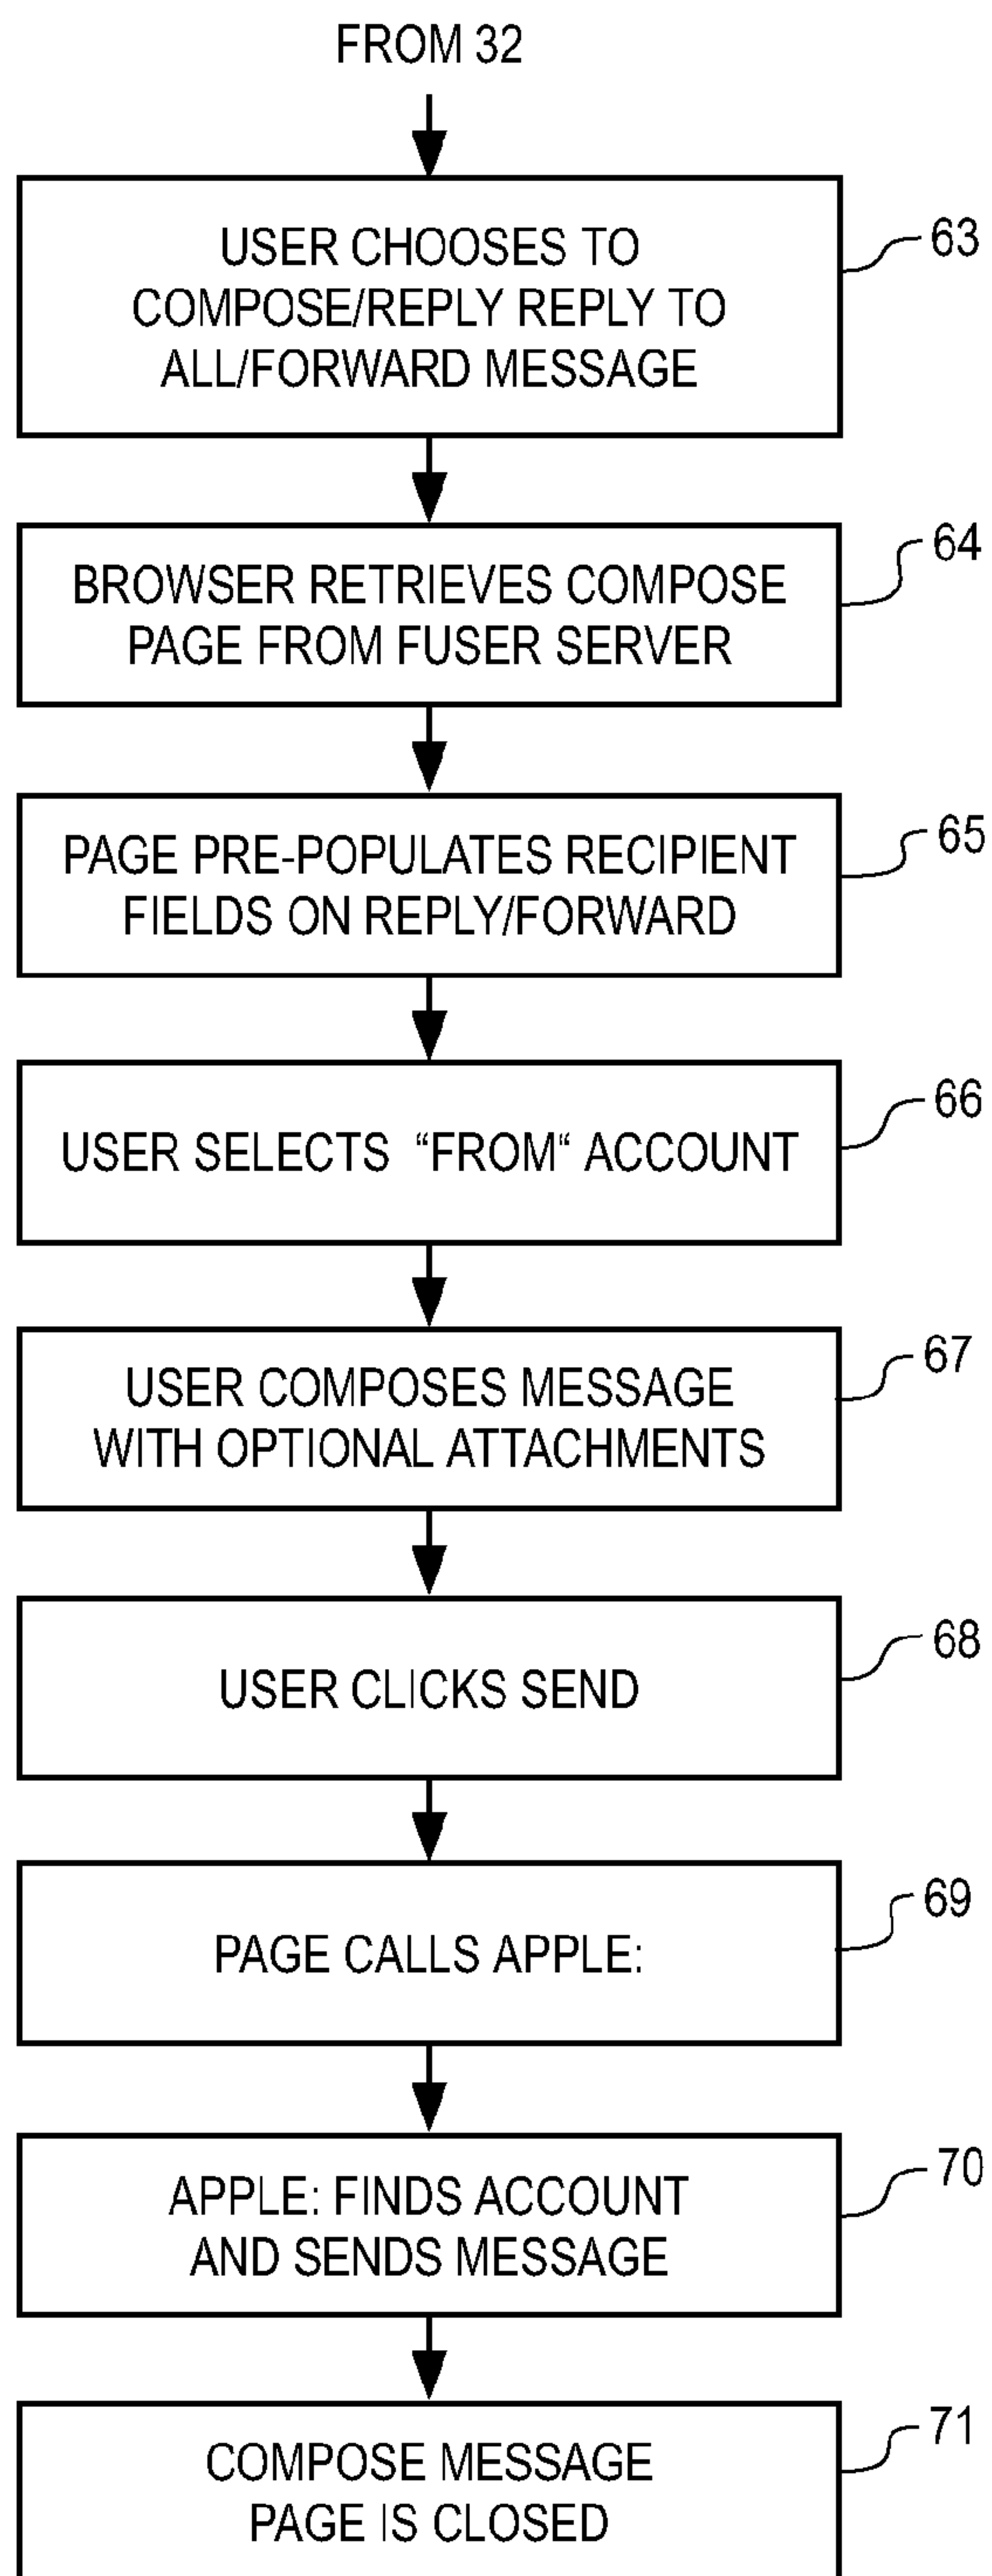 FROM 32
USER CHOOSES TO
COMPOSE/REPLY REPLY TO
ALL/FORWARD MESSAGE
63
BROWSER RETRIEVES COMPOSE
PAGE FROM FUSER SERVER
64
PAGE PRE-POPULATES RECIPIENT
FIELDS ON REPLY/FORWARD
65
USER SELECTS “FROM“ ACCOUNT
66
USER COMPOSES MESSAGE
WITH OPTIONAL ATTACHMENTS
67
USER CLICKS SEND
68
PAGE CALLS APPLE:
69
APPLE: FINDS ACCOUNT
AND SENDS MESSAGE
70
COMPOSE MESSAGE
PAGE IS CLOSED
71